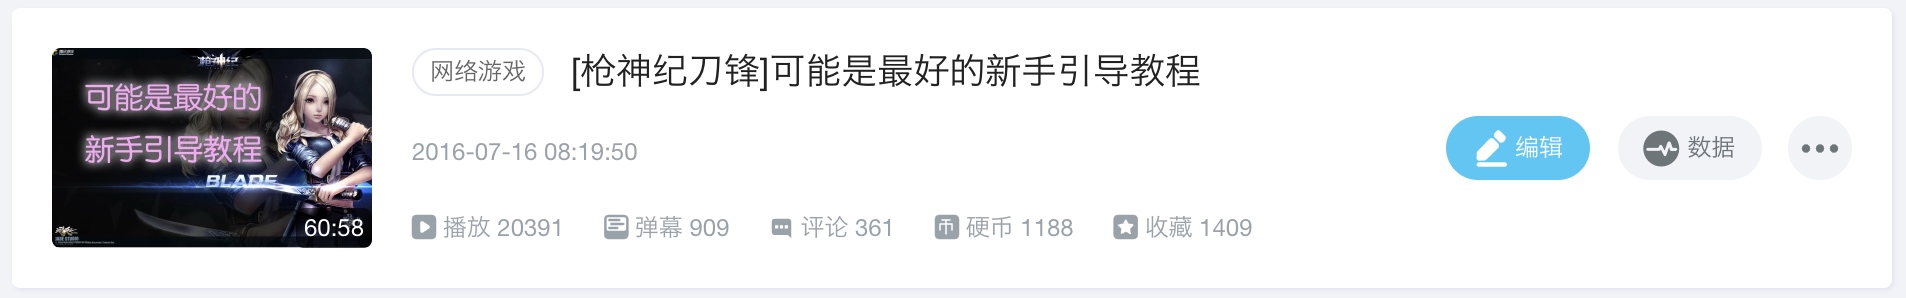 枪神纪
可能是最好的
新手引导教程
BLADE
60:58
网络游戏 [枪神纪刀锋]可能是最好的新手引导教程
2016-07-16 08:19:50
编辑 数据
播放 20391 弹幕 909 评论 361 硬币 1188 收藏 1409